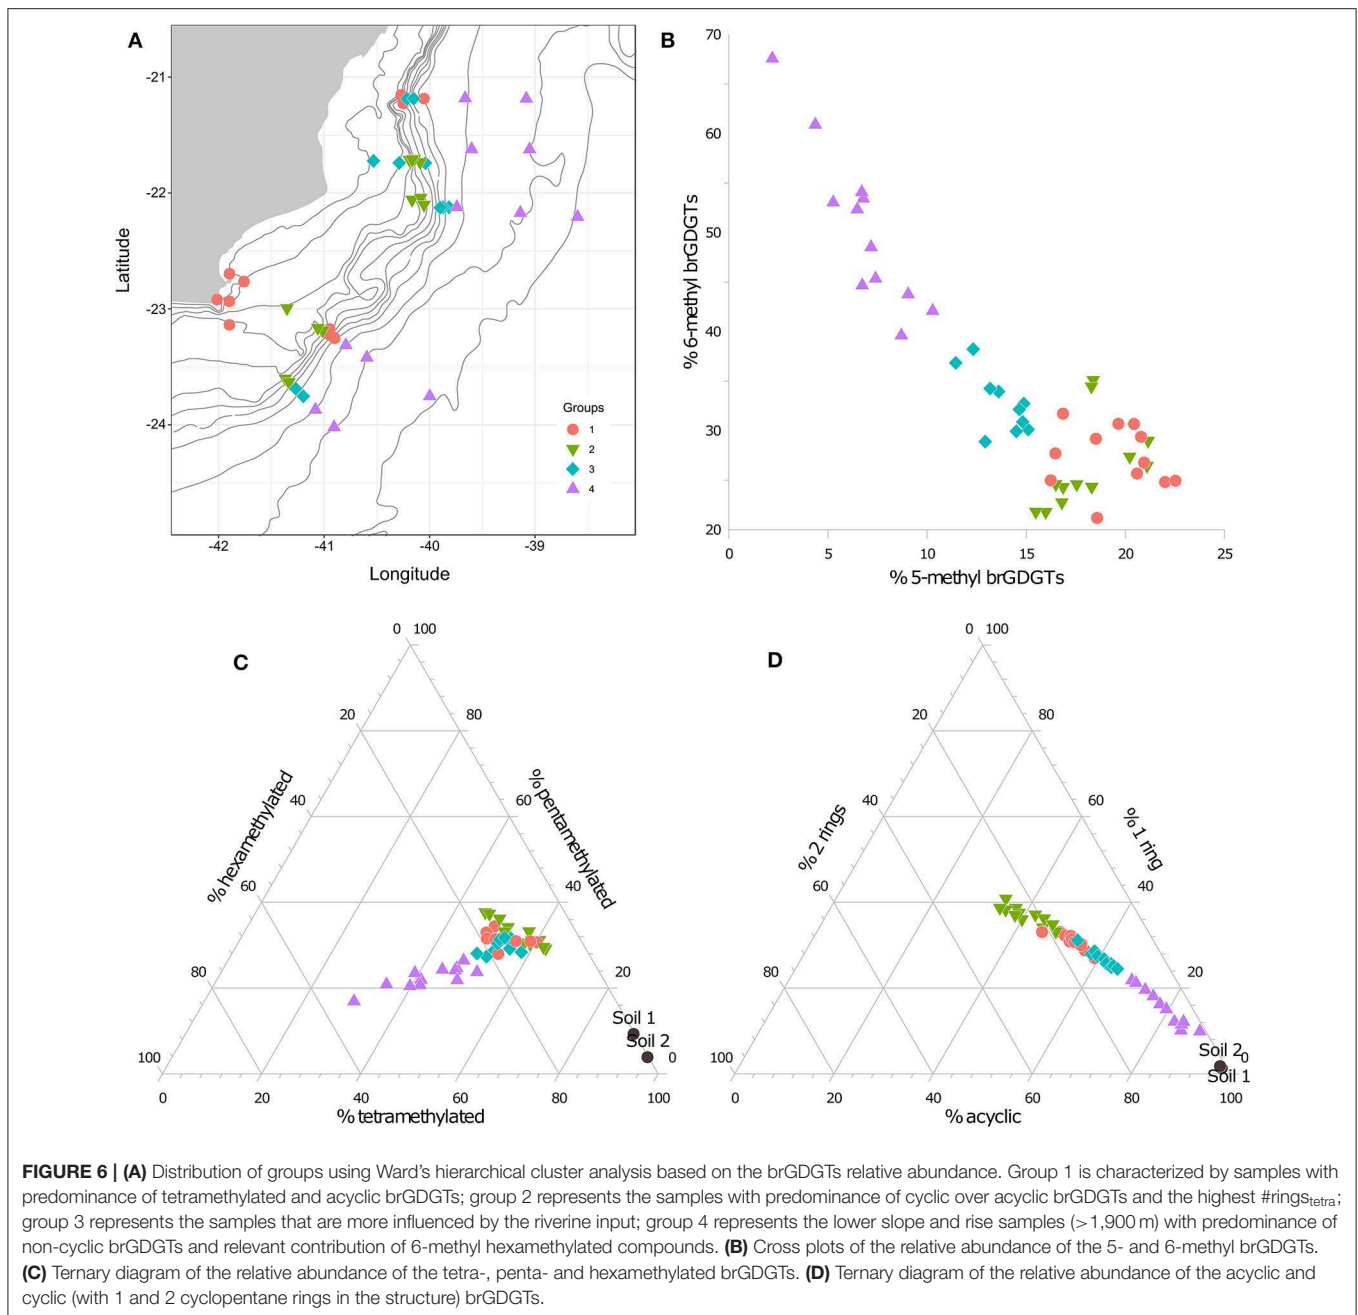 A
-21
-22
-23
-24
Latitude
-42
-41
-40
-39
Longitude
Groups
1
2
3
4
B
70
60
50
40
30
20
% 6-methyl brGDGTs
0
5
10
15
20
25
% 5-methyl brGDGTs
C
0 100
20
80
40
60
60
40
80
20
100
0
% hexamethylated
% pentamethylated
Soil 1
Soil 2
0
20
40
60
80
100
% tetramethylated
D
0 100
20
80
40
60
60
40
80
20
100
0
% 2 rings
% 1 ring
Soil 2
Soil 1
0
20
40
60
80
100
% acyclic
FIGURE 6 | (A) Distribution of groups using Ward's hierarchical cluster analysis based on the brGDGTs relative abundance. Group 1 is characterized by samples with
predominance of tetramethylated and acyclic brGDGTs; group 2 represents the samples with predominance of cyclic over acyclic brGDGTs and the highest #ringstetra;
group 3 represents the samples that are more influenced by the riverine input; group 4 represents the lower slope and rise samples (>1,900 m) with predominance of
non-cyclic brGDGTs and relevant contribution of 6-methyl hexamethylated compounds. (B) Cross plots of the relative abundance of the 5- and 6-methyl brGDGTs.
(C) Ternary diagram of the relative abundance of the tetra-, penta- and hexamethylated brGDGTs. (D) Ternary diagram of the relative abundance of the acyclic and
cyclic (with 1 and 2 cyclopentane rings in the structure) brGDGTs.